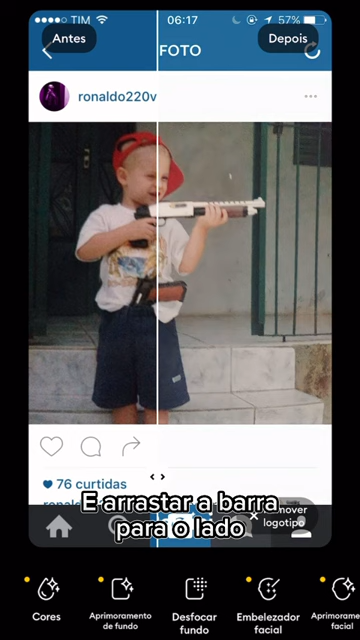 TIM 06:17 57%
Antes FOTO Depois
ronaldo220v
76 curtidas
E arrastar a barra
para o lado
logotipo
Cores
Aprimoramento
de fundo
Desfocar
fundo
Embelezador
facial
Aprimoramento
facial